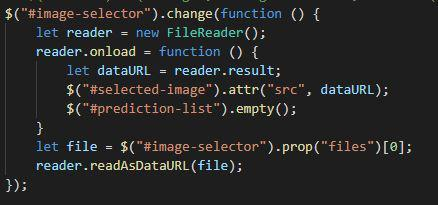 $("#image-selector").change(function () {
    let reader = new FileReader();
    reader.onload = function () {
        let dataURL = reader.result;
        $("#selected-image").attr("src", dataURL);
        $("#prediction-list").empty();
    }
    let file = $("#image-selector").prop("files")[0];
    reader.readAsDataURL(file);
});